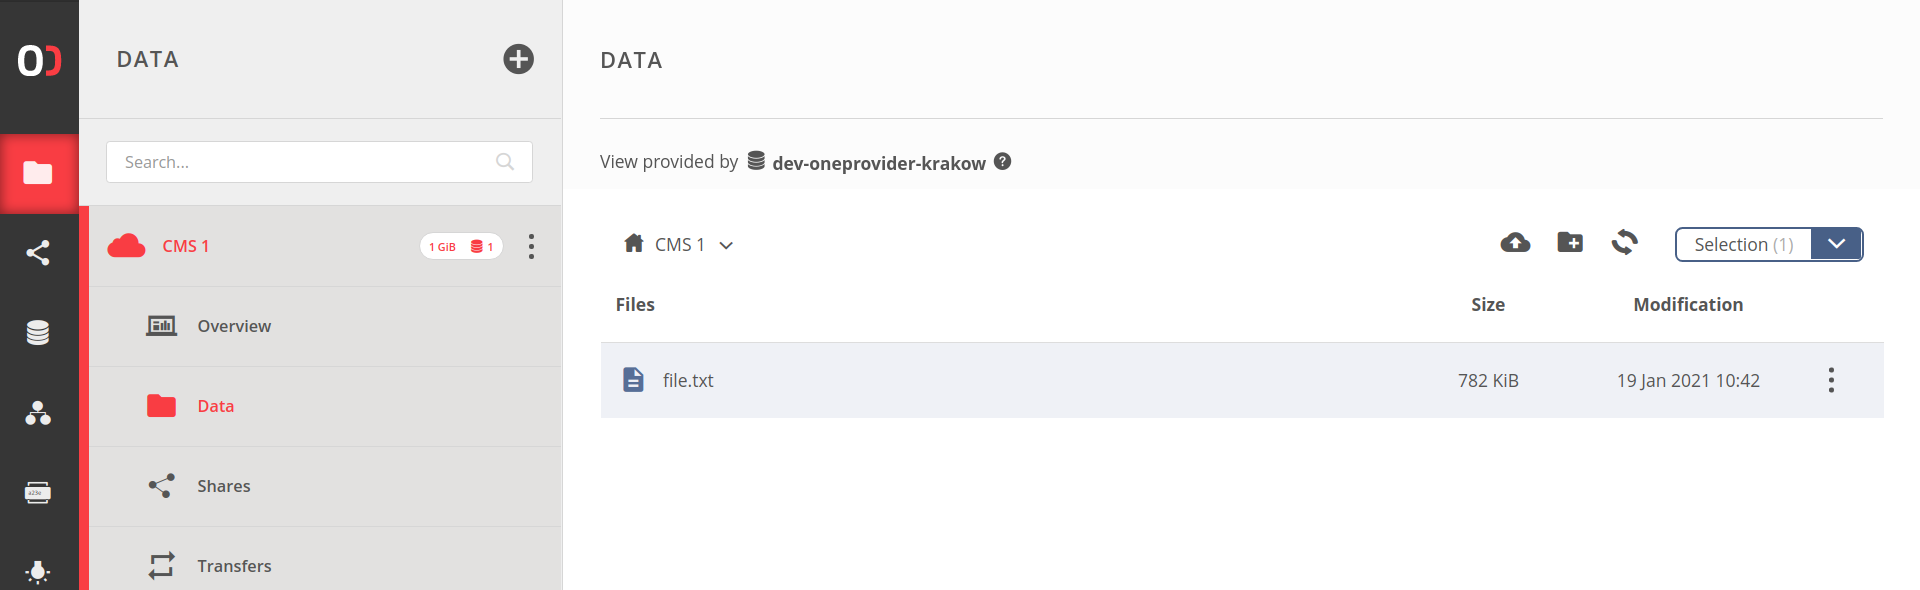 DATA
Search...
CMS 1
1 GiB 1
Overview
Data
Shares
Transfers
DATA
View provided by dev-oneprovider-krakow ?
CMS 1
Selection (1)
Files Size Modification
file.txt 782 KiB 19 Jan 2021 10:42